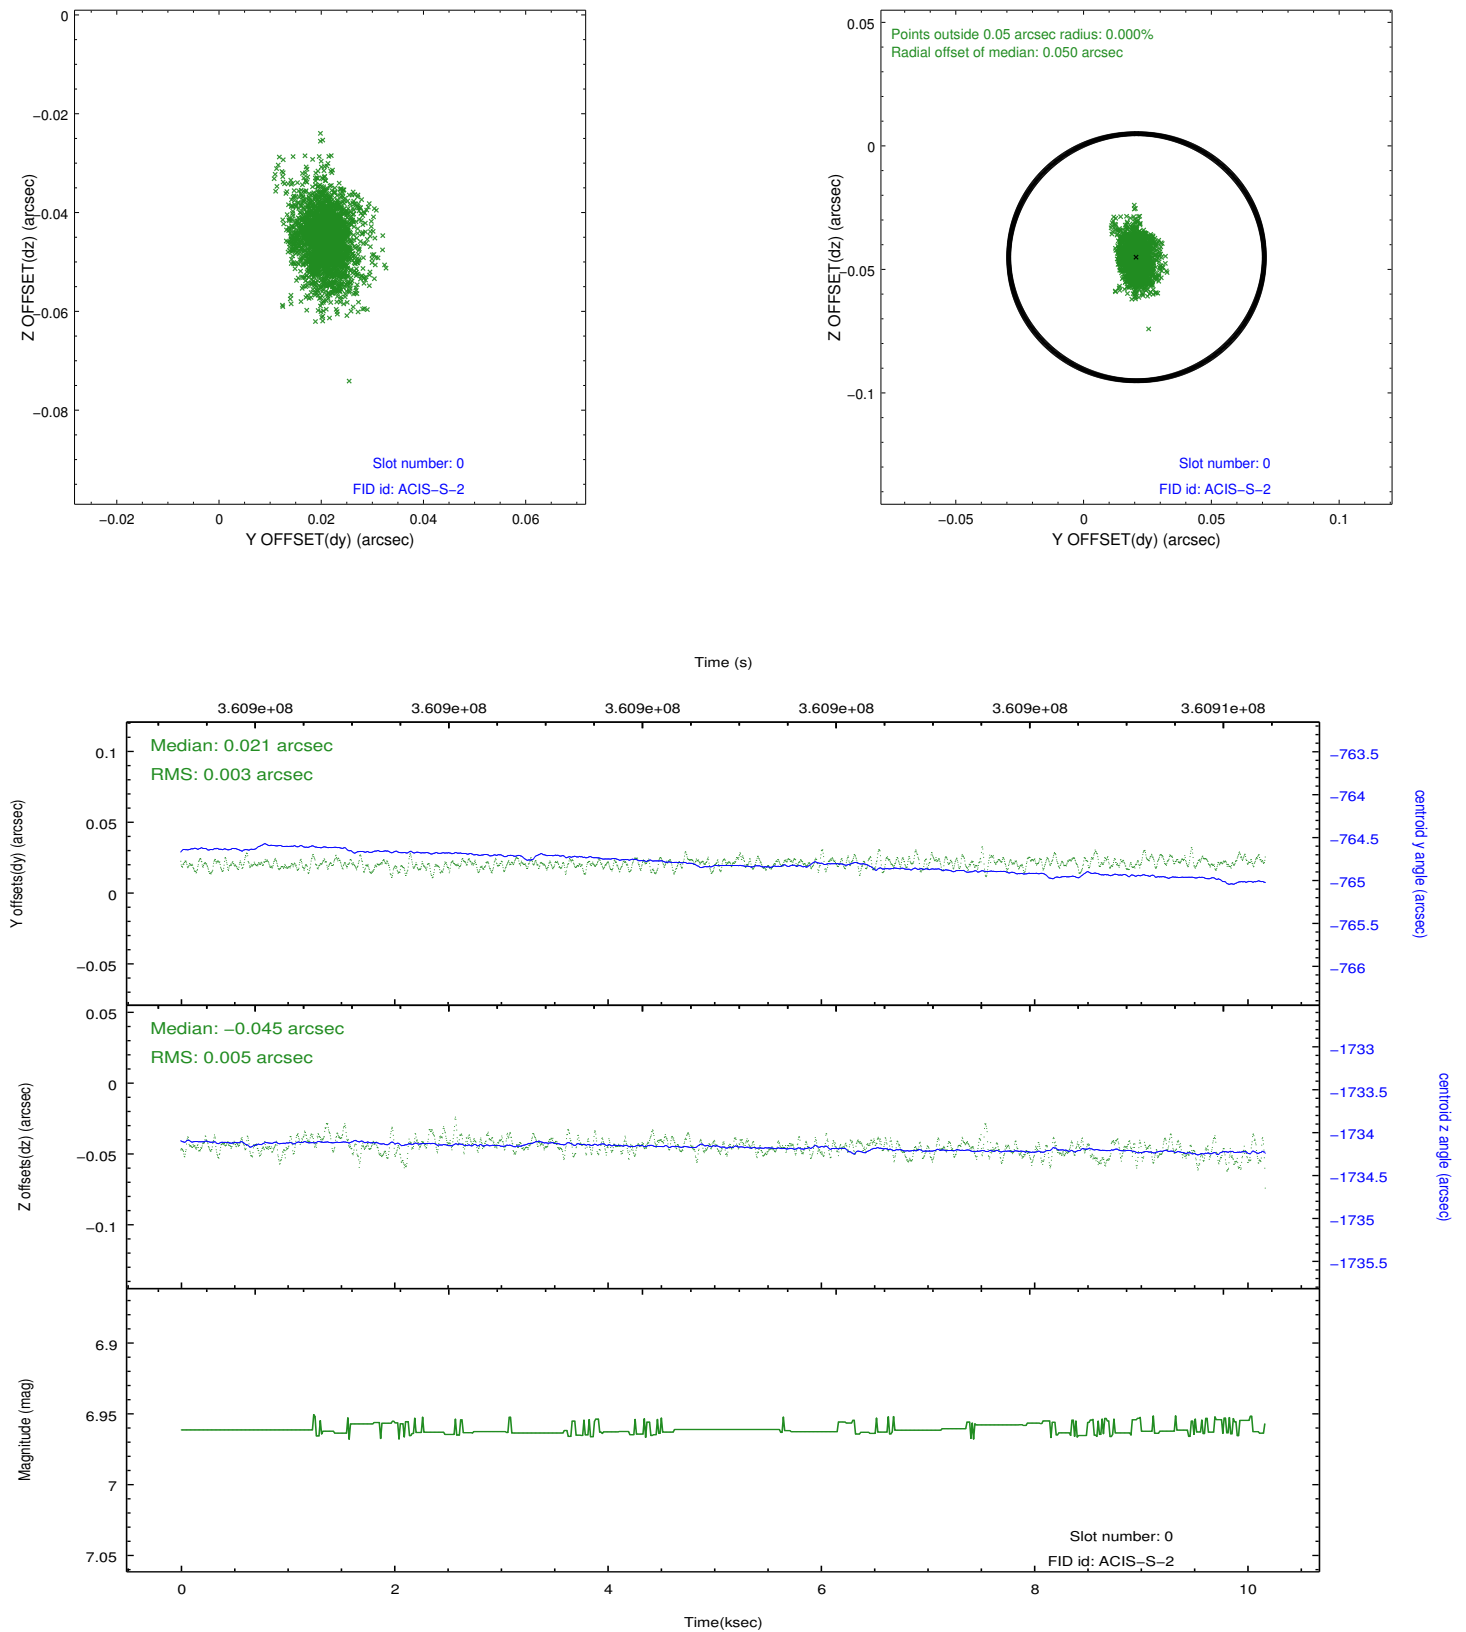 0
−0.02
−0.04
−0.06
−0.08
Z OFFSET(dz) (arcsec)
Slot number: 0
FID id: ACIS−S−2
−0.02
0
0.02
0.04
0.06
Y OFFSET(dy) (arcsec)
Points outside 0.05 arcsec radius: 0.000%
Radial offset of median: 0.050 arcsec
0.05
0
−0.05
−0.1
Z OFFSET(dz) (arcsec)
Slot number: 0
FID id: ACIS−S−2
−0.05
0
0.05
0.1
Y OFFSET(dy) (arcsec)
Time (s)
3.609e+08
3.609e+08
3.609e+08
3.609e+08
3.609e+08
3.6091e+08
Median: 0.021 arcsec
RMS: 0.003 arcsec
0.1
0.05
0
−0.05
Y offsets(dy) (arcsec)
−763.5
−764
−764.5
−765
−765.5
−766
centroid y angle (arcsec)
Median: −0.045 arcsec
RMS: 0.005 arcsec
0.05
0
−0.05
−0.1
Z offsets(dz) (arcsec)
−1733
−1733.5
−1734
−1734.5
−1735
−1735.5
centroid z angle (arcsec)
6.9
6.95
7
7.05
Magnitude (mag)
Slot number: 0
FID id: ACIS−S−2
0
2
4
6
8
10
Time(ksec)